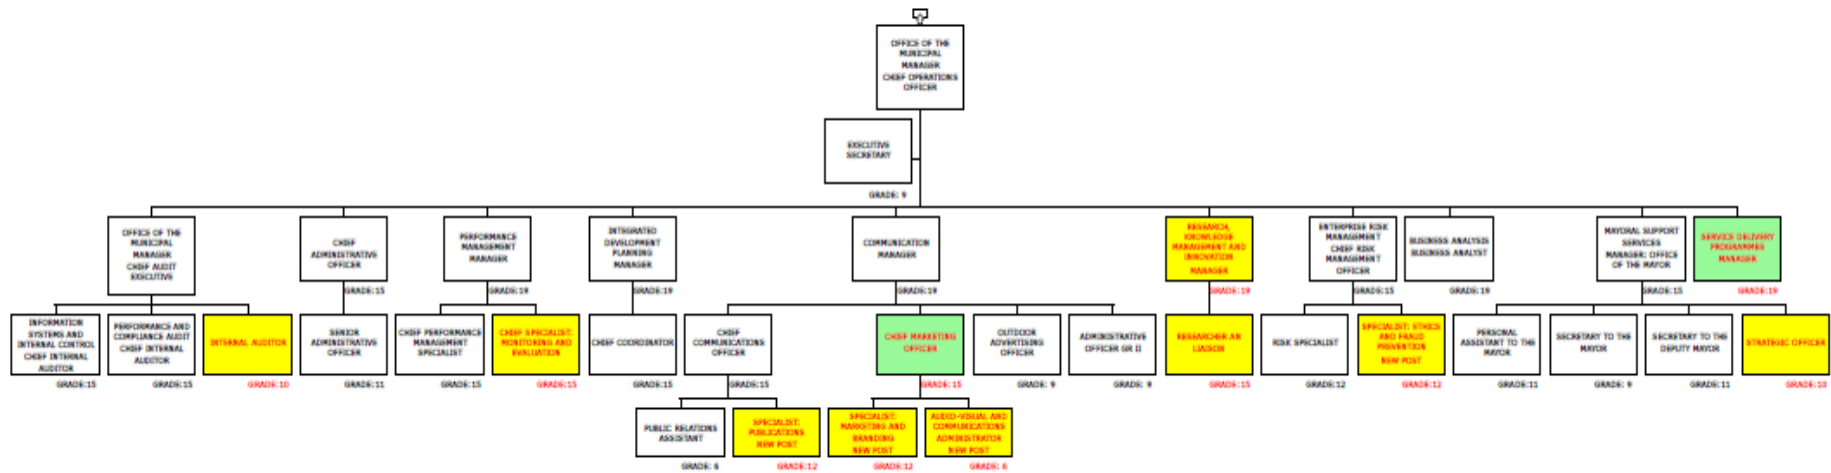 OFFICE OF THE
MUNICIPAL
MANAGER
CHIEF OPERATIONS
OFFICER
EXECUTIVE
SECRETARY
GRADE: 9
OFFICE OF THE
MUNICIPAL
MANAGER
CHIEF AUDIT
EXECUTIVE
CHIEF
ADMINISTRATIVE
OFFICER
GRADE:15
PERFORMANCE
MANAGEMENT
MANAGER
GRADE:19
INTEGRATED
DEVELOPMENT
PLANNING
MANAGER
GRADE:19
COMMUNICATION
MANAGER
GRADE:19
RESEARCH,
KNOWLEDGE
MANAGEMENT AND
INNOVATION
MANAGER
GRADE:19
ENTERPRISE RISK
MANAGEMENT
CHIEF RISK
MANAGEMENT
OFFICER
GRADE:15
BUSINESS ANALYSIS
BUSINESS ANALYST
GRADE:19
MAYORAL SUPPORT
SERVICES
MANAGER: OFFICE
OF THE MAYOR
GRADE:15
SERVICE DELIVERY
PROGRAMMES
MANAGER
GRADE:19
INFORMATION
SYSTEMS AND
INTERNAL CONTROL
CHIEF INTERNAL
AUDITOR
GRADE:15
PERFORMANCE AND
COMPLIANCE AUDIT
CHIEF INTERNAL
AUDITOR
GRADE:15
INTERNAL AUDITOR
GRADE:10
SENIOR
ADMINISTRATIVE
OFFICER
GRADE:11
CHIEF PERFORMANCE
MANAGEMENT
SPECIALIST
GRADE:15
CHIEF SPECIALIST:
MONITORING AND
EVALUATION
GRADE:15
CHIEF COORDINATOR
GRADE:15
CHIEF
COMMUNICATIONS
OFFICER
GRADE:15
CHIEF MARKETING
OFFICER
GRADE:15
OUTDOOR
ADVERTISING
OFFICER
GRADE: 9
ADMINISTRATIVE
OFFICER GR II
GRADE: 9
RESEARCHER AN
LIAISON
GRADE:15
RISK SPECIALIST
GRADE:12
SPECIALIST: ETHICS
AND FRAUD
PREVENTION
NEW POST
GRADE:12
PERSONAL
ASSISTANT TO THE
MAYOR
GRADE:11
SECRETARY TO THE
MAYOR
GRADE: 9
SECRETARY TO THE
DEPUTY MAYOR
GRADE:11
STRATEGIC OFFICER
GRADE:10
PUBLIC RELATIONS
ASSISTANT
GRADE: 6
SPECIALIST:
PUBLICATIONS
NEW POST
GRADE:12
SPECIALIST:
MARKETING AND
BRANDING
NEW POST
GRADE:12
AUDIO-VISUAL AND
COMMUNICATIONS
ADMINISTRATOR
NEW POST
GRADE: 6